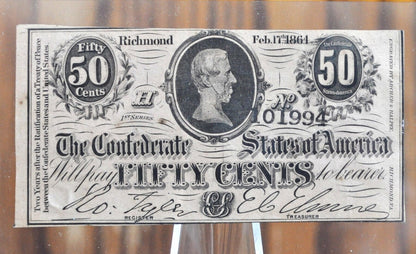 Richmond Feb. 17th 1864.
Fifty
50
Cents
The Confederate
50
States of America
H
1ST SERIES
No
101994
The Confederate States of America
Will pay FIFTY CENTS to bearer
REGISTER
TREASURER
Two Years after the Ratification of a Treaty of Peace
between the Confederate States and United States